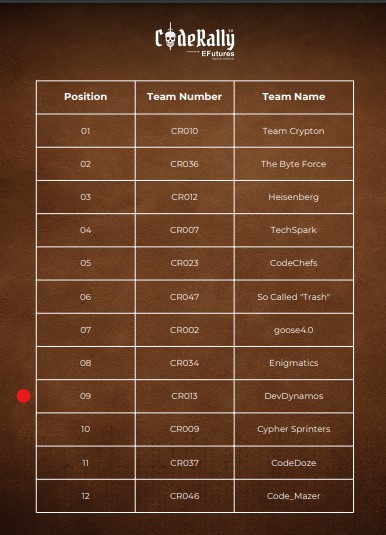 CodeRally
EFutures
Position Team Number Team Name
01 CR010 Team Crypton
02 CR036 The Byte Force
03 CR012 Heisenberg
04 CR007 TechSpark
05 CR023 CodeChefs
06 CR047 So Called "Trash"
07 CR002 goose4.0
08 CR034 Enigmatics
09 CR013 DevDynamos
10 CR009 Cypher Sprinters
11 CR037 CodeDoze
12 CR046 Code_Mazer